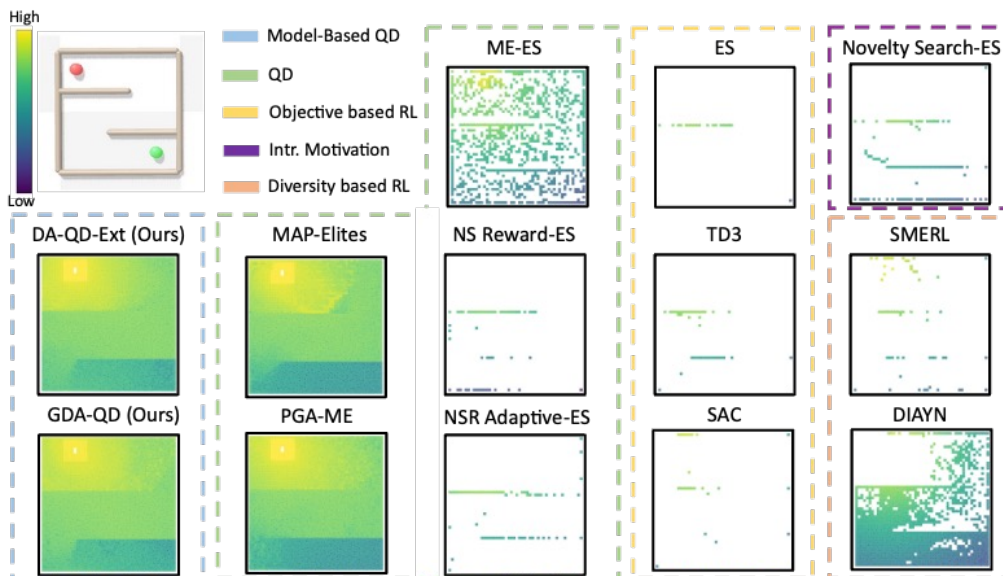 High
Low
Model-Based QD
QD
Objective based RL
Intr. Motivation
Diversity based RL
ME-ES
ES
Novelty Search-ES
DA-QD-Ext (Ours)
MAP-Elites
NS Reward-ES
TD3
SMERL
GDA-QD (Ours)
PGA-ME
NSR Adaptive-ES
SAC
DIAYN